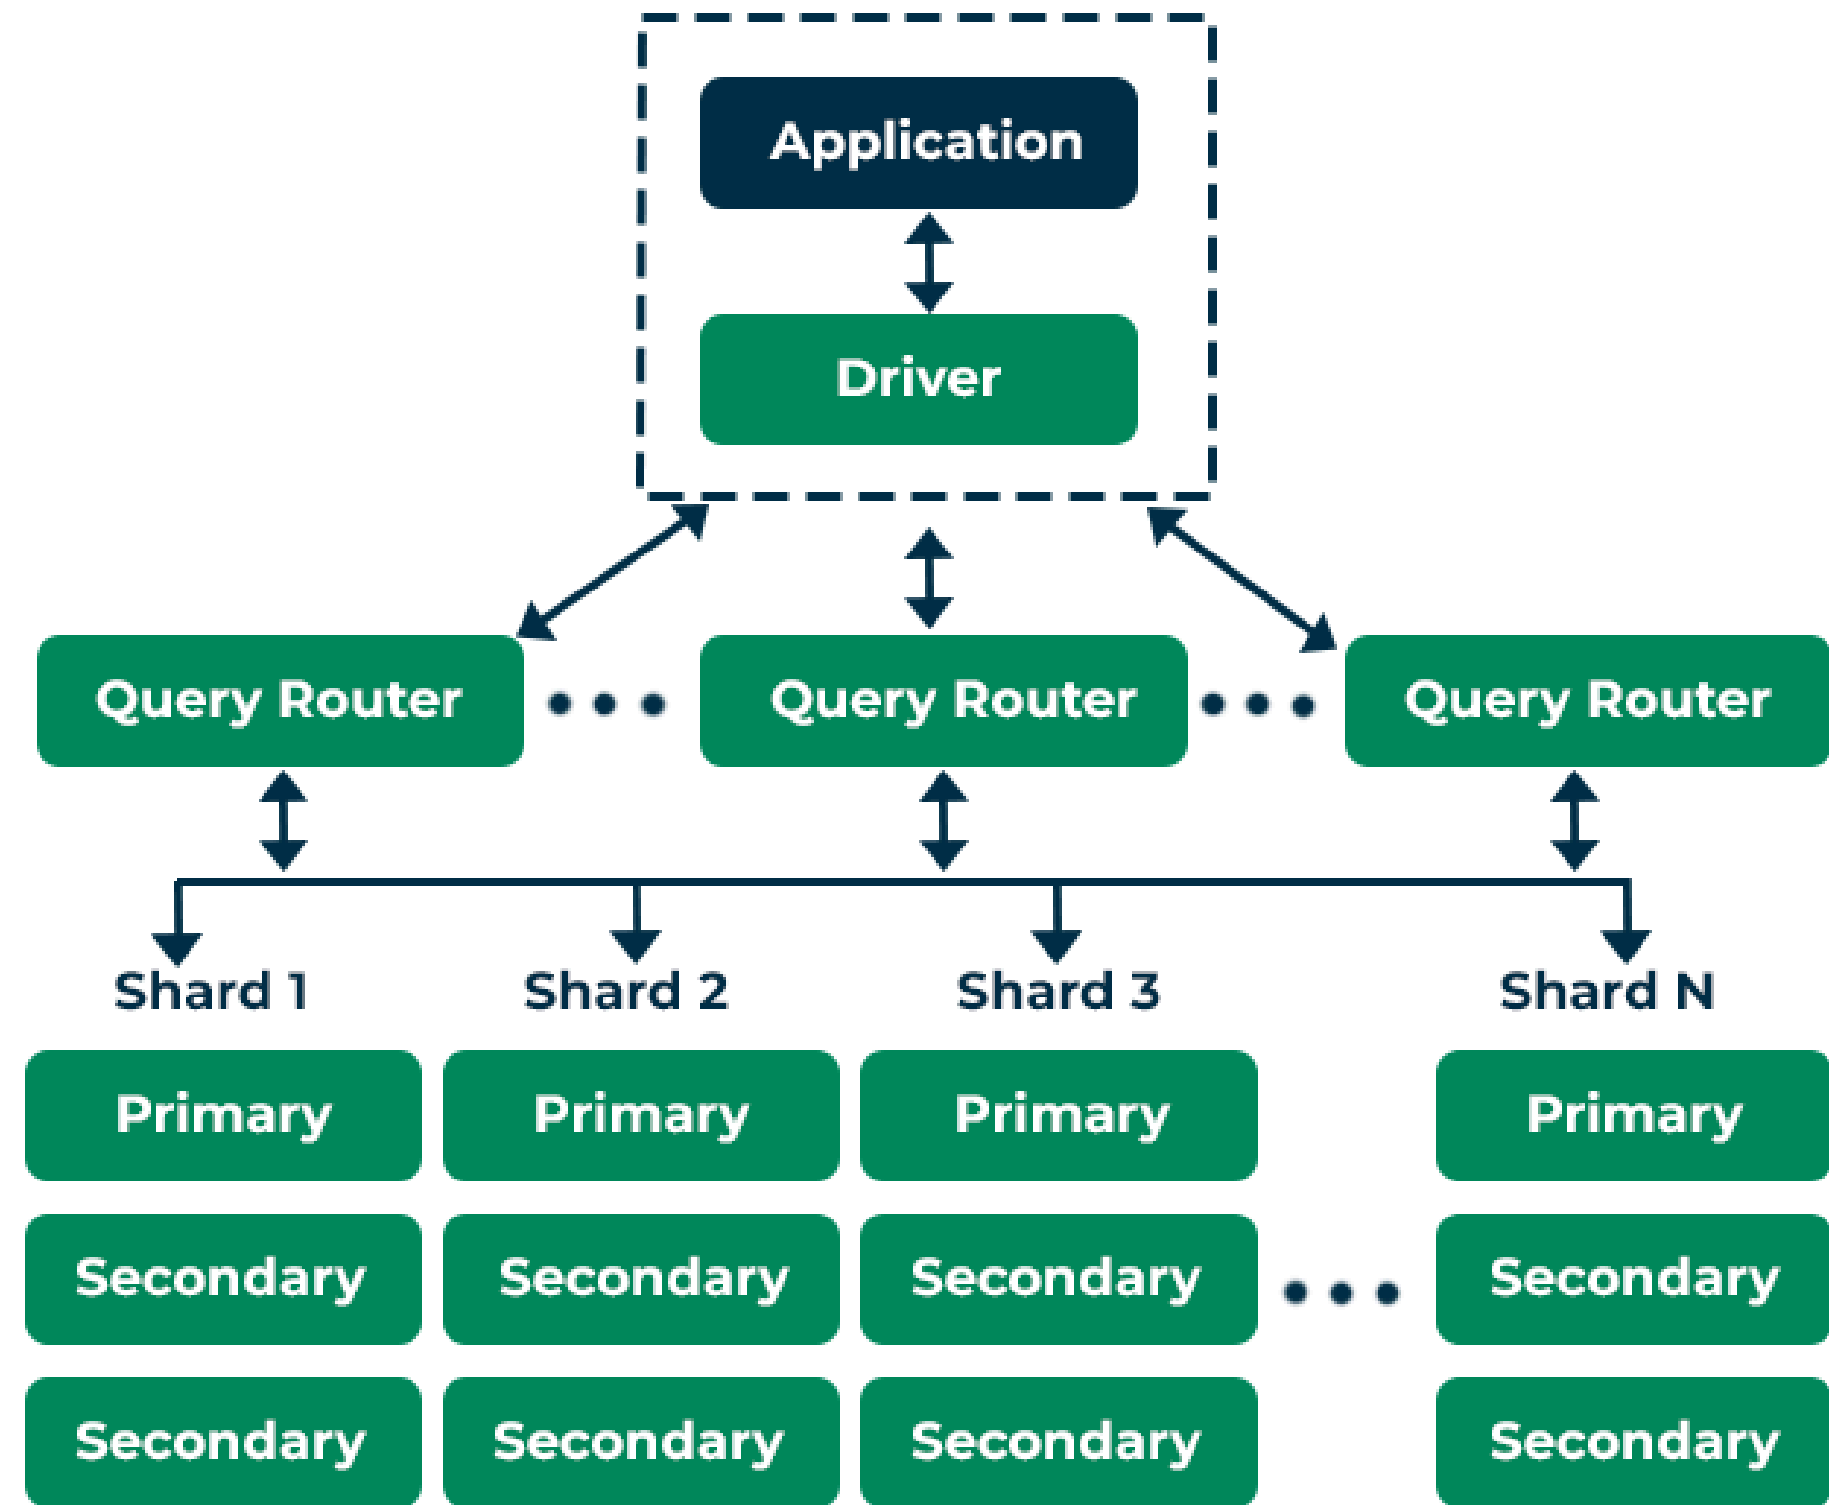 Application
Driver
Query Router
Query Router
Query Router
Shard 1
Shard 2
Shard 3
Shard N
Primary
Primary
Primary
Primary
Secondary
Secondary
Secondary
Secondary
Secondary
Secondary
Secondary
Secondary